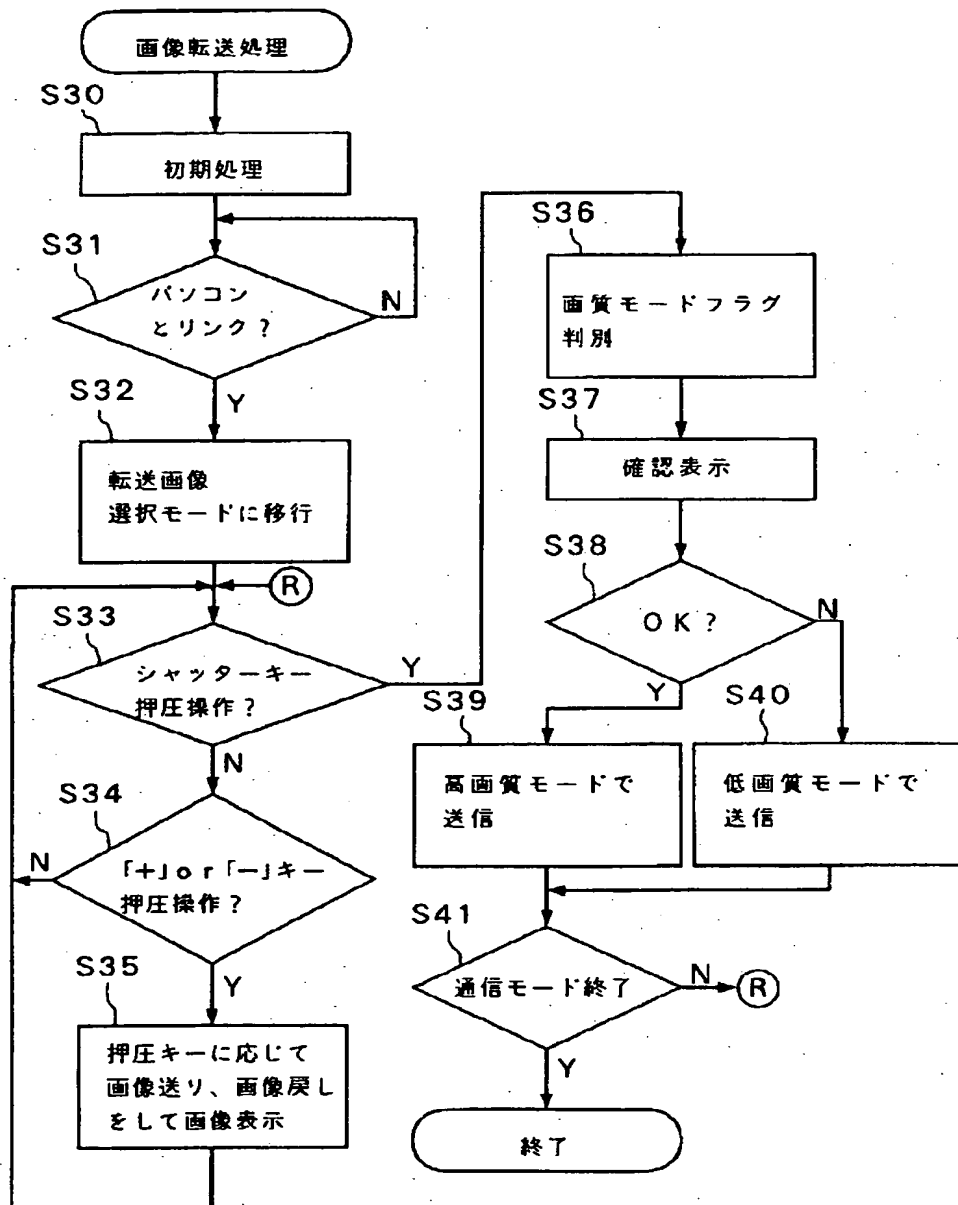 画像転送処理
S30
初期処理
S31
パソコン
とリンク?
N
Y
S32
転送画像
選択モードに移行
R
S33
シャッターキー
押圧操作?
Y
N
S34
「+」or「−」キー
押圧操作?
N
Y
S35
押圧キーに応じて
画像送り、画像戻し
をして画像表示
S36
画質モードフラグ
判別
S37
確認表示
S38
OK?
N
Y
S39
高画質モードで
送信
S40
低画質モードで
送信
S41
通信モード終了
N
R
Y
終了